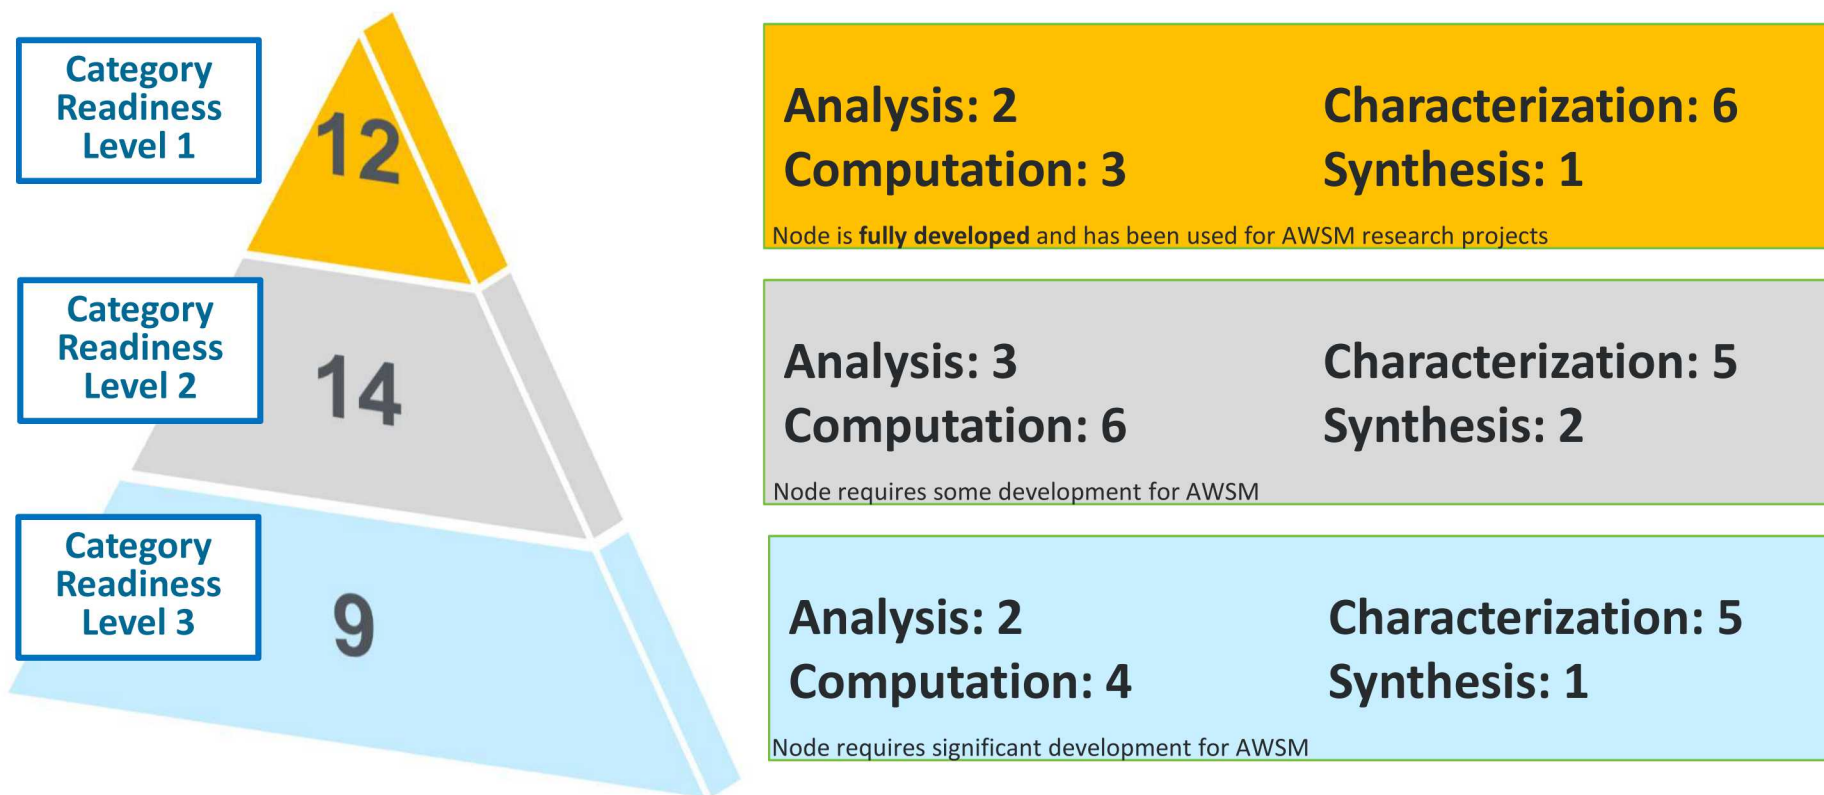 Category
Readiness
Level 1
12
Analysis: 2
Characterization: 6
Computation: 3
Synthesis: 1
Node is fully developed and has been used for AWSM research projects
Category
Readiness
Level 2
14
Analysis: 3
Characterization: 5
Computation: 6
Synthesis: 2
Node requires some development for AWSM
Category
Readiness
Level 3
9
Analysis: 2
Characterization: 5
Computation: 4
Synthesis: 1
Node requires significant development for AWSM